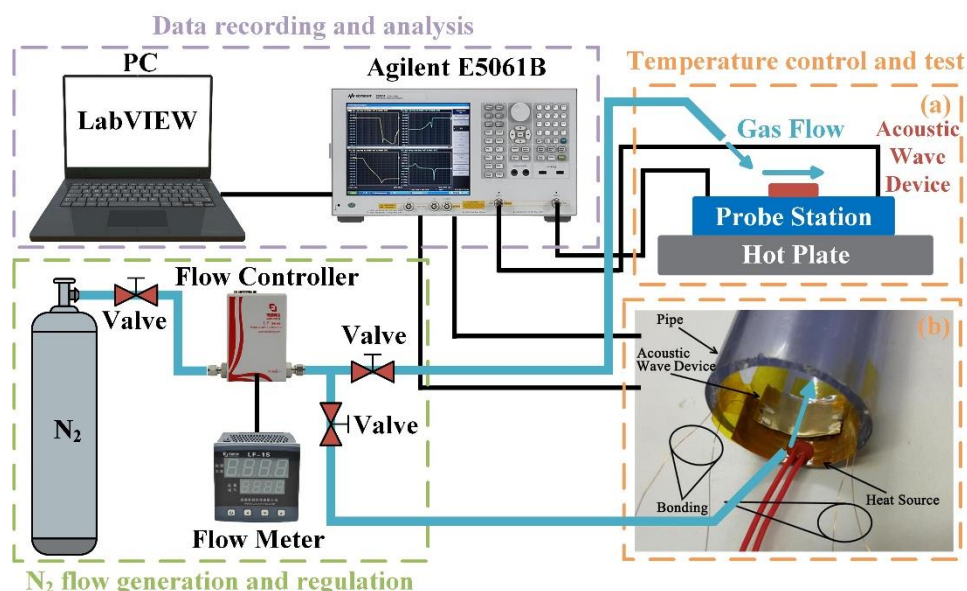 Data recording and analysis
PC
LabVIEW
Agilent E5061B
Temperature control and test
(a)
Gas Flow
Acoustic
Wave
Device
Probe Station
Hot Plate
Flow Controller
Valve
Valve
Valve
N₂
LF-1S
Flow Meter
N₂ flow generation and regulation
(b)
Pipe
Acoustic
Wave Device
Bonding
Heat Source